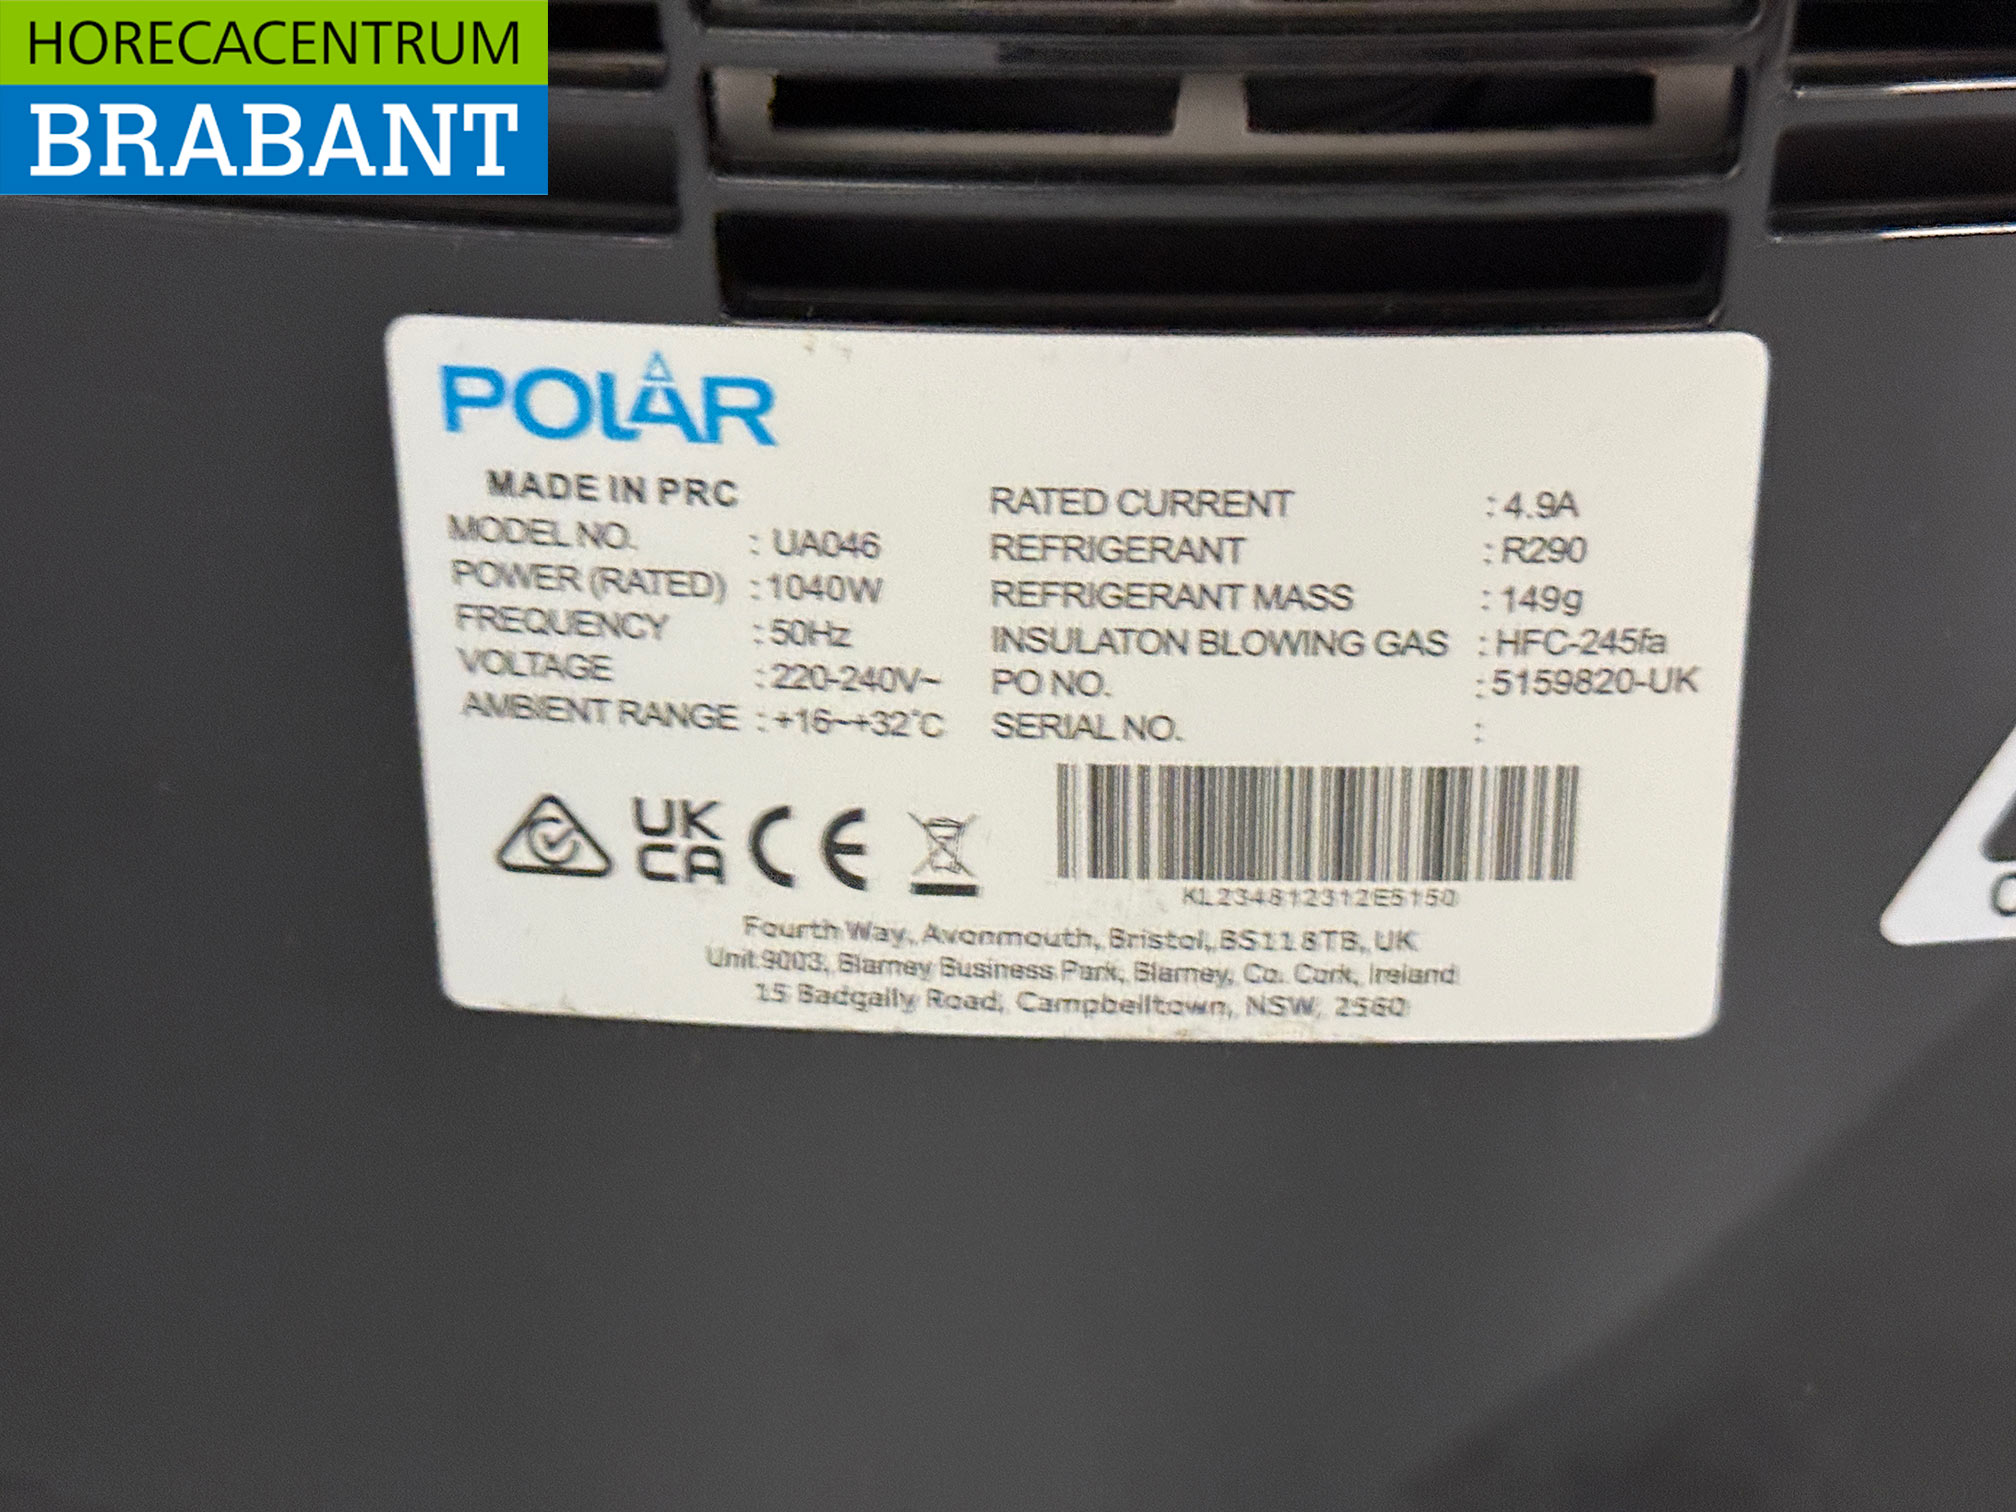 HORECACENTRUM
BRABANT
POLAR
MADE IN PRC
MODEL NO. : UA046
POWER (RATED) : 1040W
FREQUENCY : 50Hz
VOLTAGE : 220-240V~
AMBIENT RANGE : +16~+32°C
RATED CURRENT : 4.9A
REFRIGERANT : R290
REFRIGERANT MASS : 149g
INSULATON BLOWING GAS : HFC-245fa
PO NO. : 5159820-UK
SERIAL NO. :
UK
CA
CE
KL234812312E5150
Fourth Way, Avonmouth, Bristol, BS11 8TB, UK
Unit 9003, Blarney Business Park, Blarney, Co. Cork, Ireland
15 Badgally Road, Campbelltown, NSW, 2560